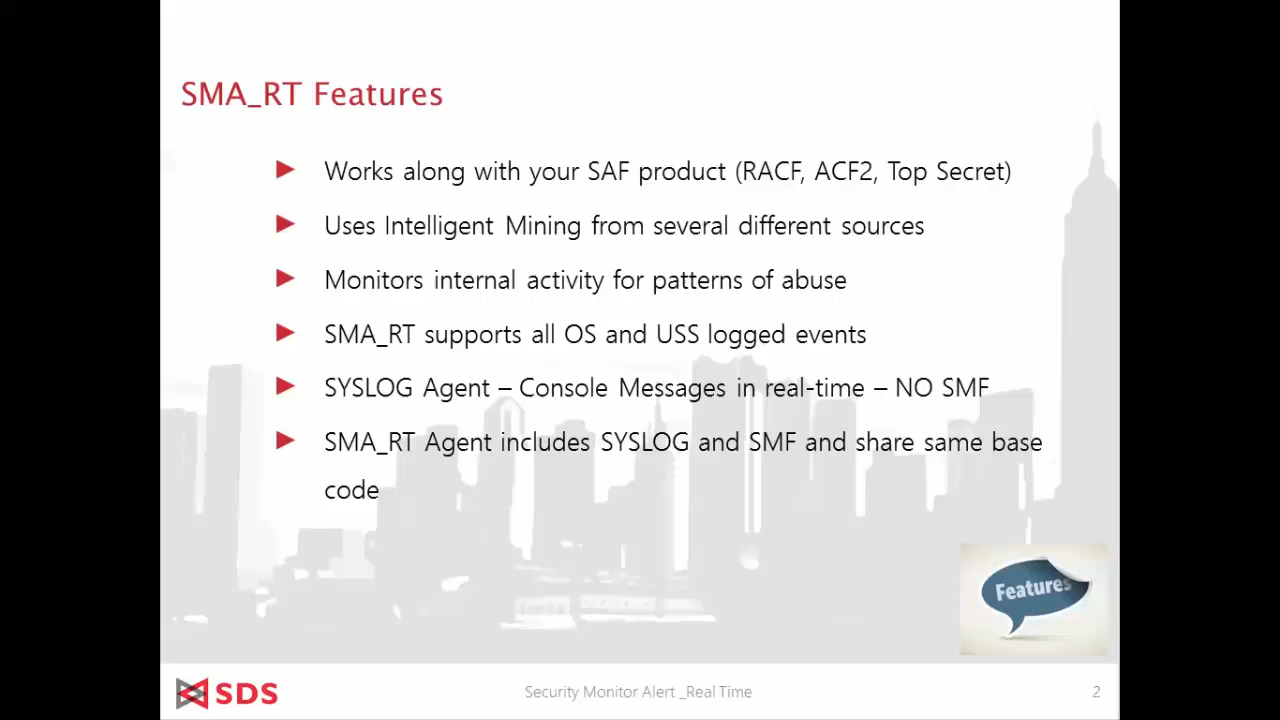 SMA_RT Features
Works along with your SAF product (RACF, ACF2, Top Secret)
Uses Intelligent Mining from several different sources
Monitors internal activity for patterns of abuse
SMA_RT supports all OS and USS logged events
SYSLOG Agent – Console Messages in real-time – NO SMF
SMA_RT Agent includes SYSLOG and SMF and share same base
code
Features
SDS
Security Monitor Alert _Real Time
2